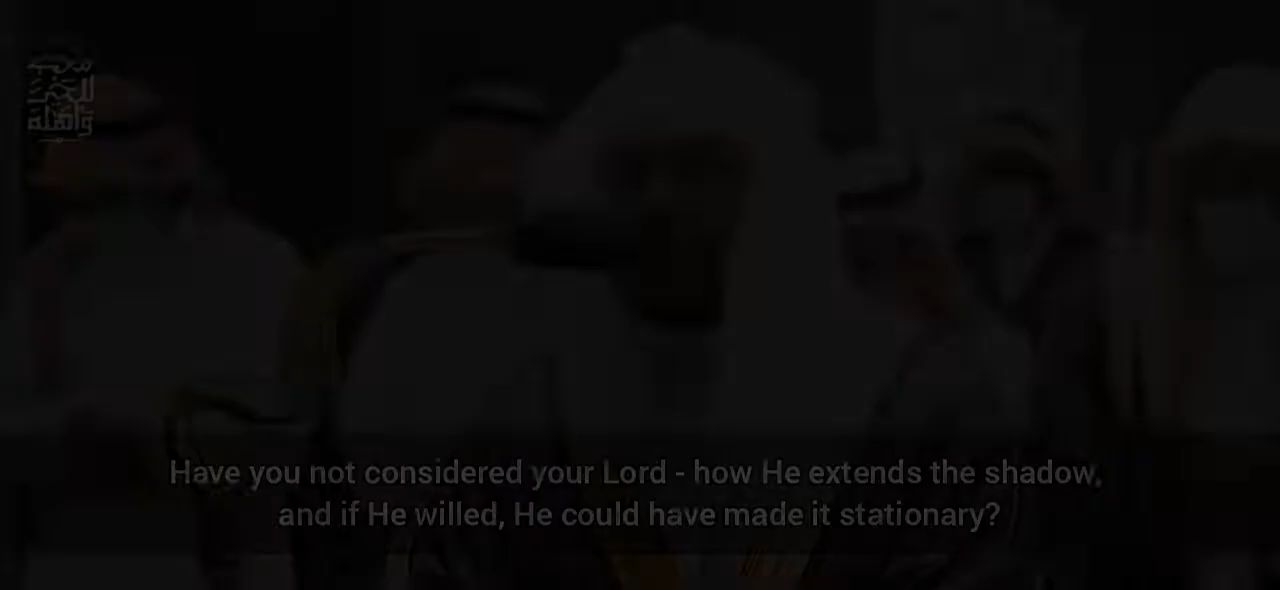 Have you not considered your Lord - how He extends the shadow,
and if He willed, He could have made it stationary?